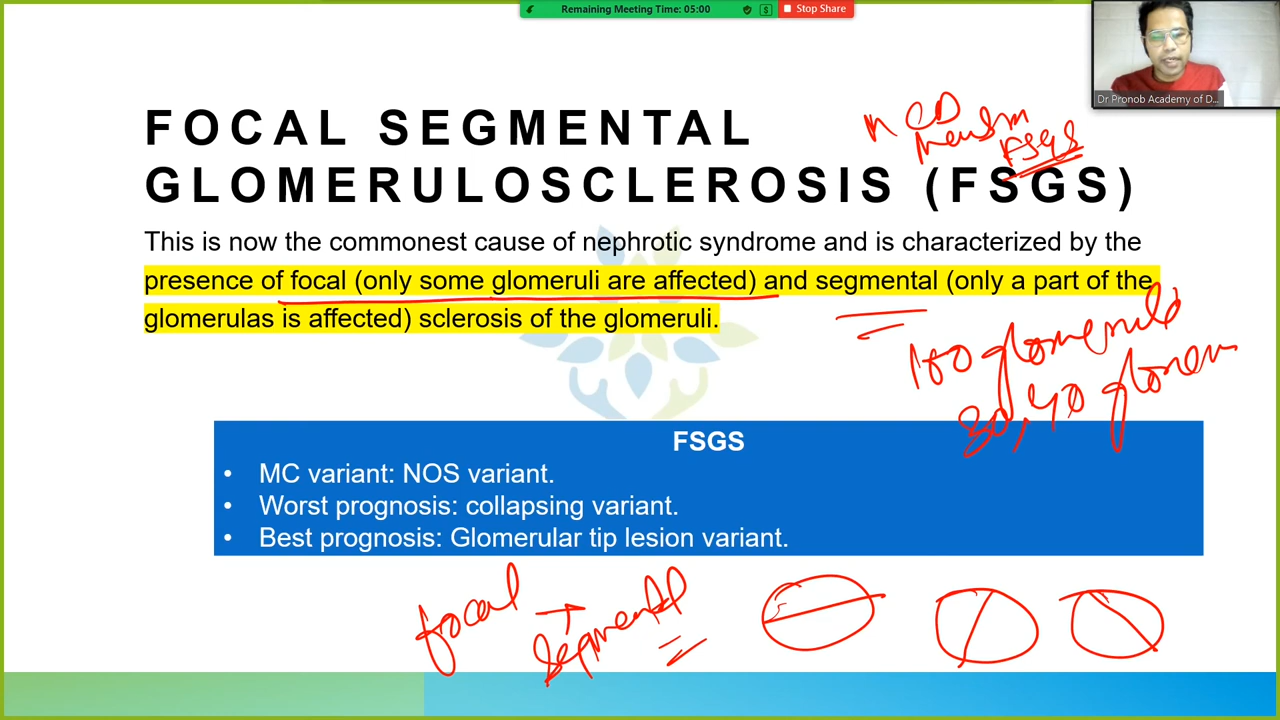 Remaining Meeting Time: 05:00
Stop Share
Dr Pronob Academy of D...
FOCAL SEGMENTAL
GLOMERULOSCLEROSIS (FSGS)
FSGS
This is now the commonest cause of nephrotic syndrome and is characterized by the
presence of focal (only some glomeruli are affected) and segmental (only a part of the
glomerulas is affected) sclerosis of the glomeruli.
100 glomeruli
30, 40 glomeru
FSGS
• MC variant: NOS variant.
• Worst prognosis: collapsing variant.
• Best prognosis: Glomerular tip lesion variant.
focal → segmental